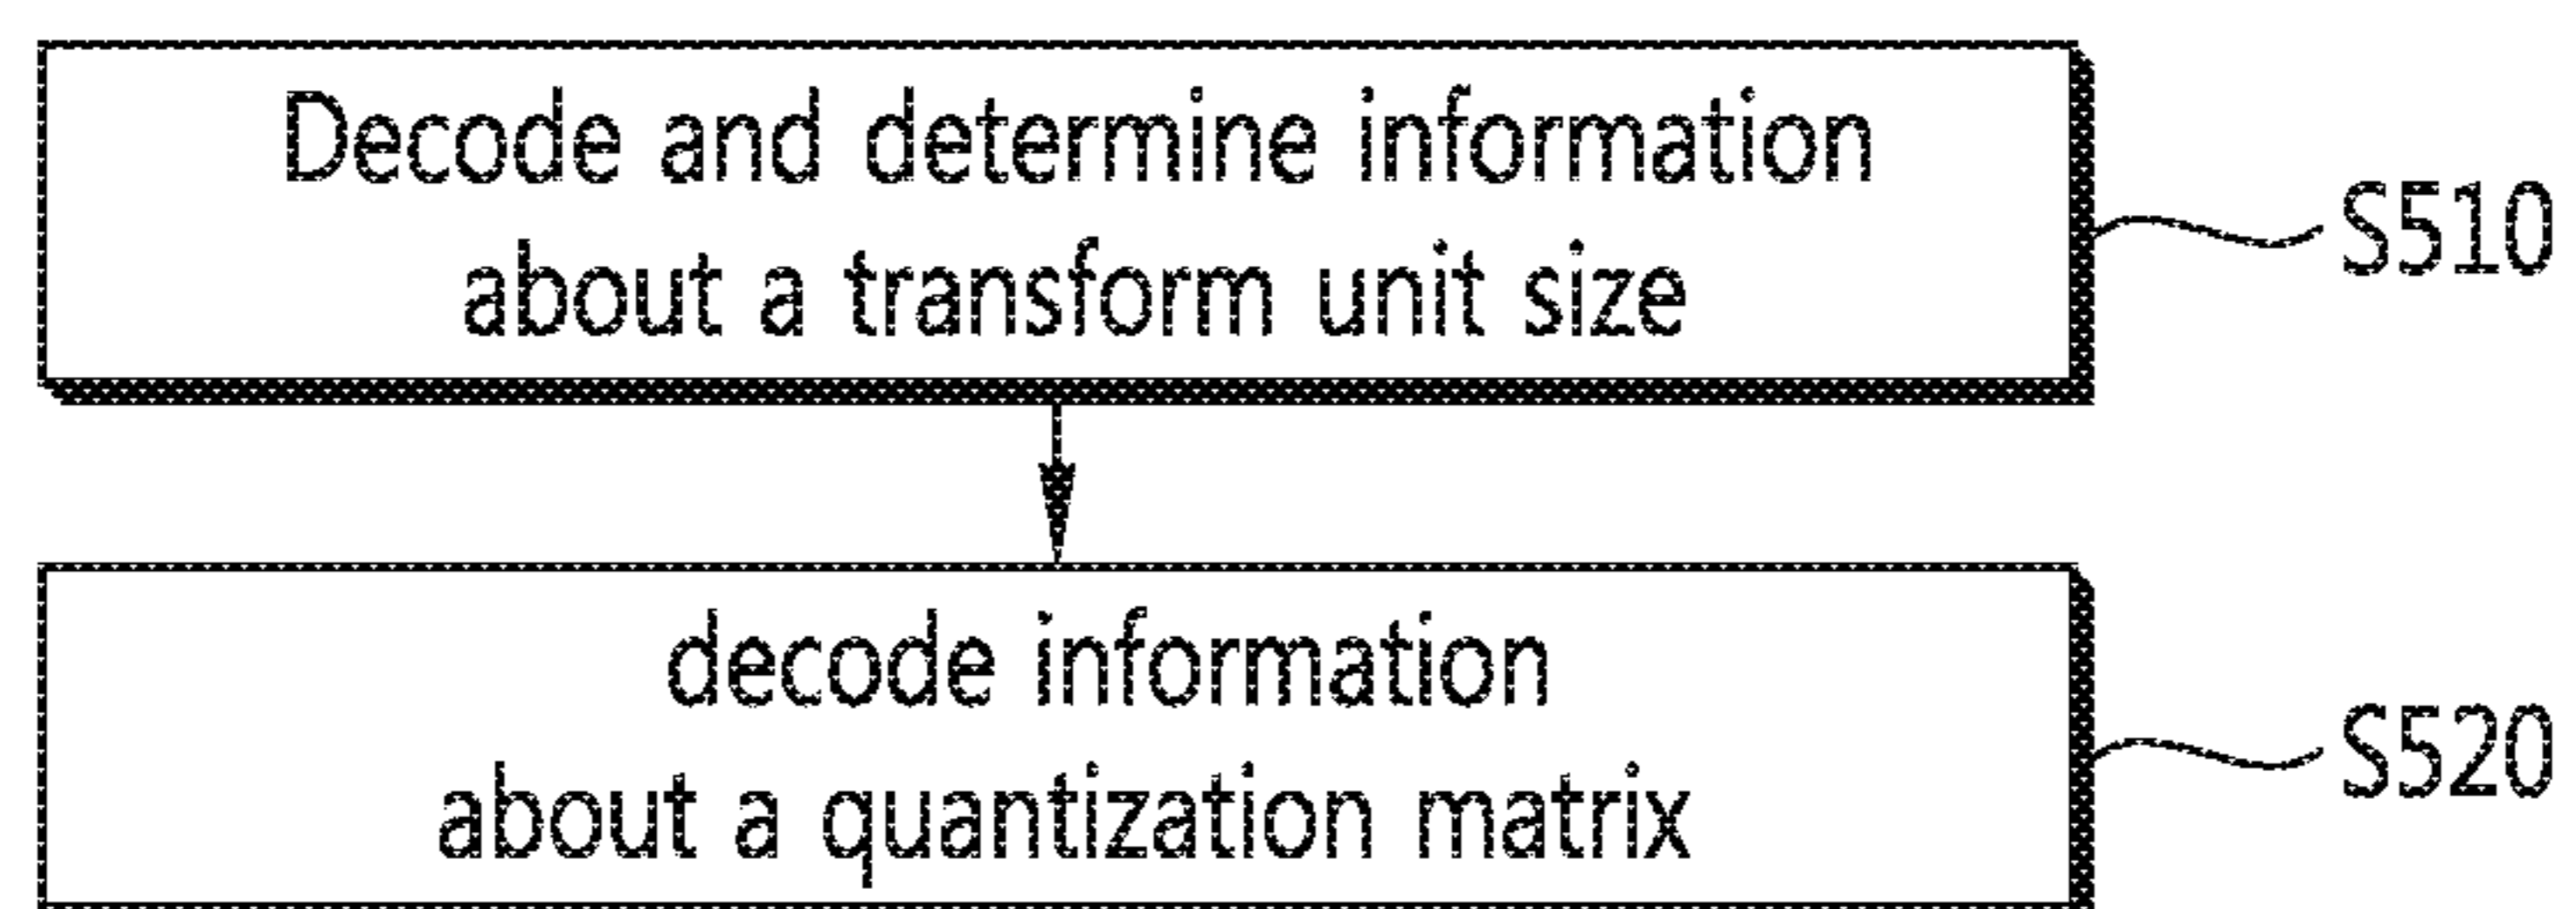 Decode and determine information
about a transform unit size
S510
decode information
about a quantization matrix
S520